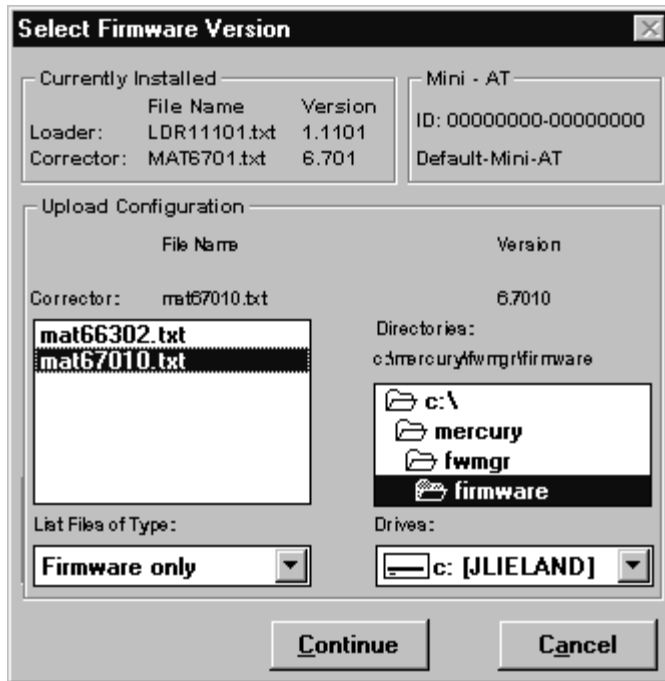 Select Firmware Version
Currently Installed
File Name Version
Loader: LDR11101.txt 1.1101
Corrector: MAT6701.txt 6.701
Mini - AT
ID: 00000000-00000000
Default-Mini-AT
Upload Configuration
File Name Version
Corrector: mat67010.txt 6.7010
mat66302.txt
mat67010.txt
Directories:
c:\mercury\fwmgr\firmware
c:\
mercury
fwmgr
firmware
List Files of Type:
Firmware only
Drives:
c: [JLIELAND]
Continue
Cancel